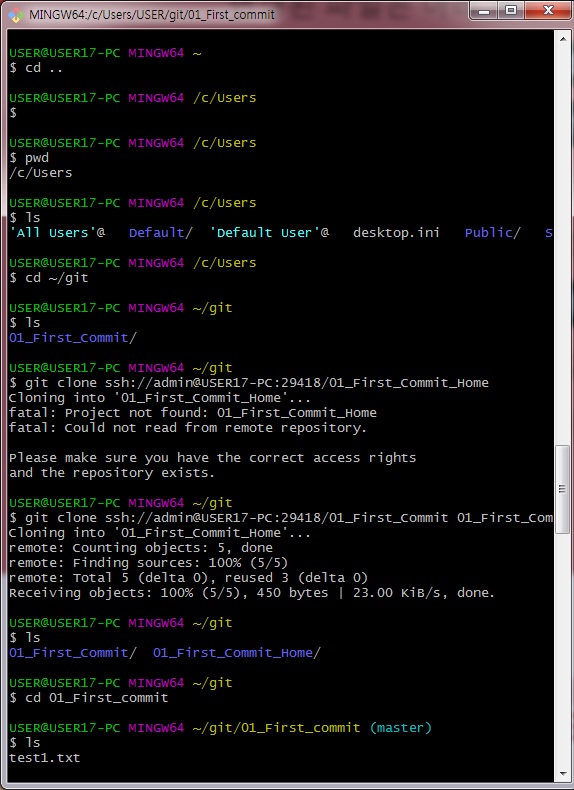 MINGW64:/c/Users/USER/git/01_First_commit
USER@USER17-PC MINGW64 ~
$ cd ..
USER@USER17-PC MINGW64 /c/Users
$
USER@USER17-PC MINGW64 /c/Users
$ pwd
/c/Users
USER@USER17-PC MINGW64 /c/Users
$ ls
'All Users'@   Default/  'Default User'@   desktop.ini   Public/   S
USER@USER17-PC MINGW64 /c/Users
$ cd ~/git
USER@USER17-PC MINGW64 ~/git
$ ls
01_First_Commit/
USER@USER17-PC MINGW64 ~/git
$ git clone ssh://admin@USER17-PC:29418/01_First_Commit_Home
Cloning into '01_First_Commit_Home'...
fatal: Project not found: 01_First_Commit_Home
fatal: Could not read from remote repository.
Please make sure you have the correct access rights
and the repository exists.
USER@USER17-PC MINGW64 ~/git
$ git clone ssh://admin@USER17-PC:29418/01_First_Commit 01_First_Com
Cloning into '01_First_Commit_Home'...
remote: Counting objects: 5, done
remote: Finding sources: 100% (5/5)
remote: Total 5 (delta 0), reused 3 (delta 0)
Receiving objects: 100% (5/5), 450 bytes | 23.00 KiB/s, done.
USER@USER17-PC MINGW64 ~/git
$ ls
01_First_Commit/  01_First_Commit_Home/
USER@USER17-PC MINGW64 ~/git
$ cd 01_First_commit
USER@USER17-PC MINGW64 ~/git/01_First_commit (master)
$ ls
test1.txt